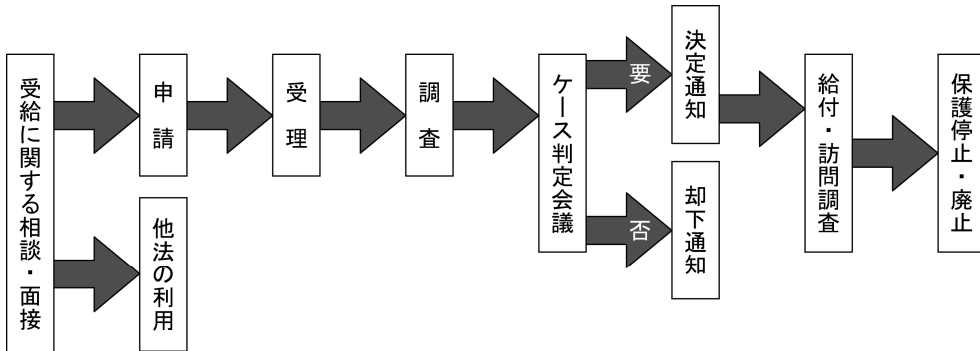 受給に関する相談・面接
申請
他法の利用
受理
調査
ケース判定会議
要
否
決定通知
却下通知
給付・訪問調査
保護停止・廃止